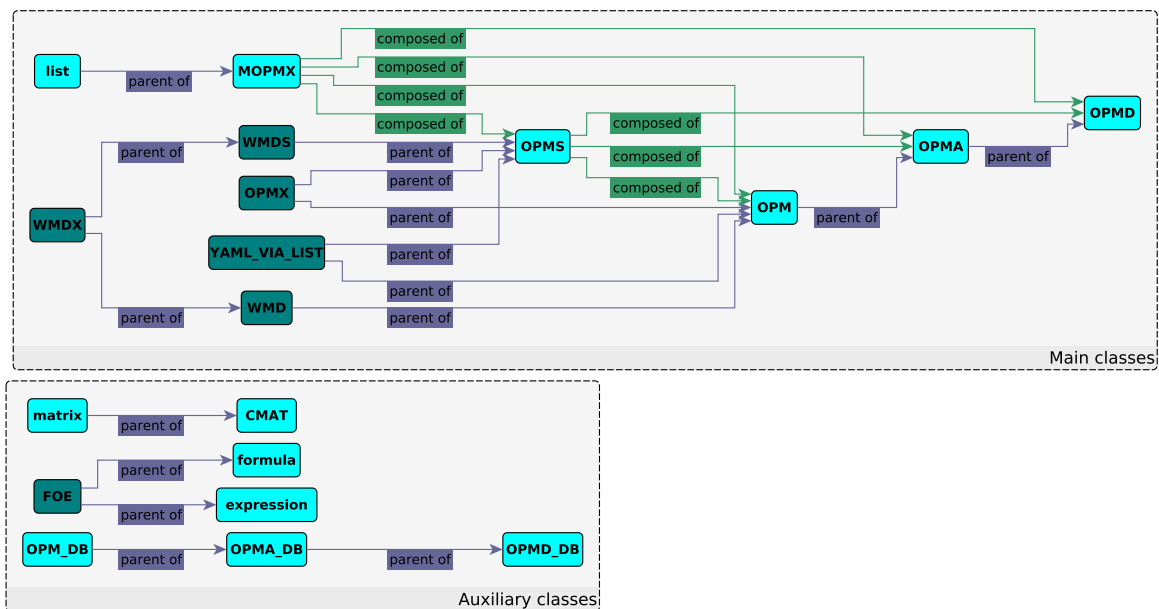 composed of
list
MOPMX
composed of
parent of
composed of
OPMD
composed of
composed of
WMDS
OPMS
OPMA
parent of
parent of
composed of
parent of
parent of
OPMX
composed of
OPM
parent of
parent of
WMDX
YAML_VIA_LIST
parent of
parent of
WMD
parent of
parent of
Main classes
matrix
CMAT
parent of
formula
parent of
FOE
expression
parent of
OPM_DB
OPMA_DB
OPMD_DB
parent of
parent of
Auxiliary classes